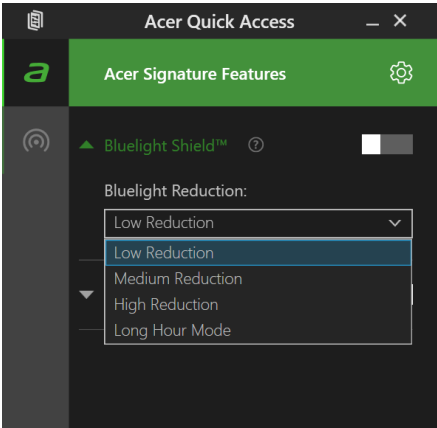 Acer Quick Access
a
Acer Signature Features
Bluelight Shield™ ?
Bluelight Reduction:
Low Reduction
Low Reduction
Medium Reduction
High Reduction
Long Hour Mode